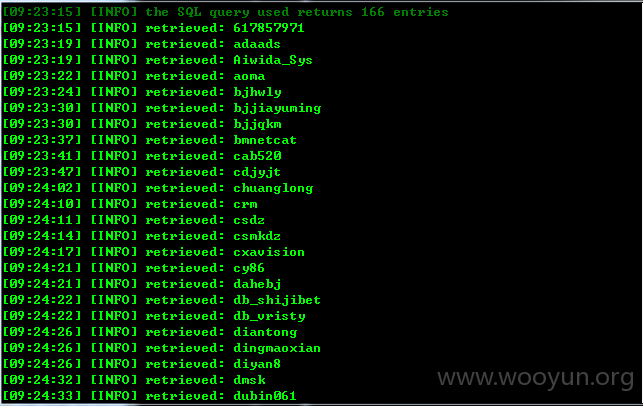 [09:23:15] [INFO] the SQL query used returns 166 entries
[09:23:15] [INFO] retrieved: 617857971
[09:23:19] [INFO] retrieved: adaads
[09:23:19] [INFO] retrieved: Aiwida_Sys
[09:23:22] [INFO] retrieved: aoma
[09:23:24] [INFO] retrieved: bjhwly
[09:23:30] [INFO] retrieved: bjjiayuming
[09:23:30] [INFO] retrieved: bjjqkm
[09:23:37] [INFO] retrieved: bmnetcat
[09:23:41] [INFO] retrieved: cab520
[09:23:47] [INFO] retrieved: cdjyjt
[09:24:02] [INFO] retrieved: chuanglong
[09:24:10] [INFO] retrieved: crm
[09:24:11] [INFO] retrieved: csdz
[09:24:14] [INFO] retrieved: csmkdz
[09:24:17] [INFO] retrieved: cxavision
[09:24:21] [INFO] retrieved: cy86
[09:24:21] [INFO] retrieved: dahebj
[09:24:22] [INFO] retrieved: db_shijibet
[09:24:22] [INFO] retrieved: db_vristy
[09:24:26] [INFO] retrieved: diantong
[09:24:26] [INFO] retrieved: dingmaoxian
[09:24:26] [INFO] retrieved: diyan8
[09:24:32] [INFO] retrieved: dmsk
[09:24:33] [INFO] retrieved: dubin061
www.wooyun.org